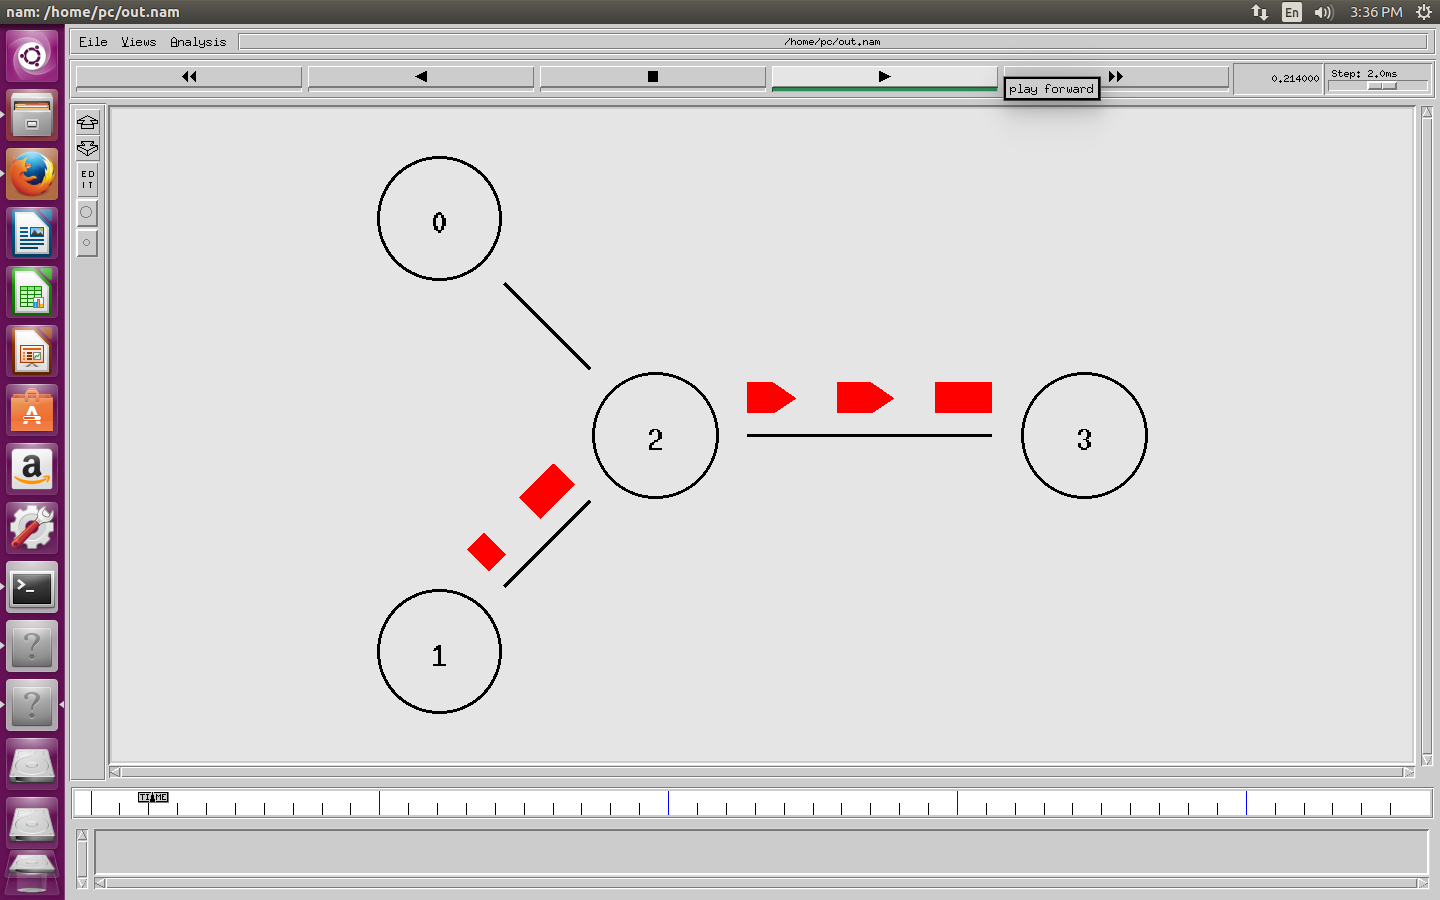 nam: /home/pc/out.nam
En
3:36 PM
File Views Analysis
/home/pc/out.nam
0.214000
Step: 2.0ms
play forward
ED
IT
0
2
3
1
TIME